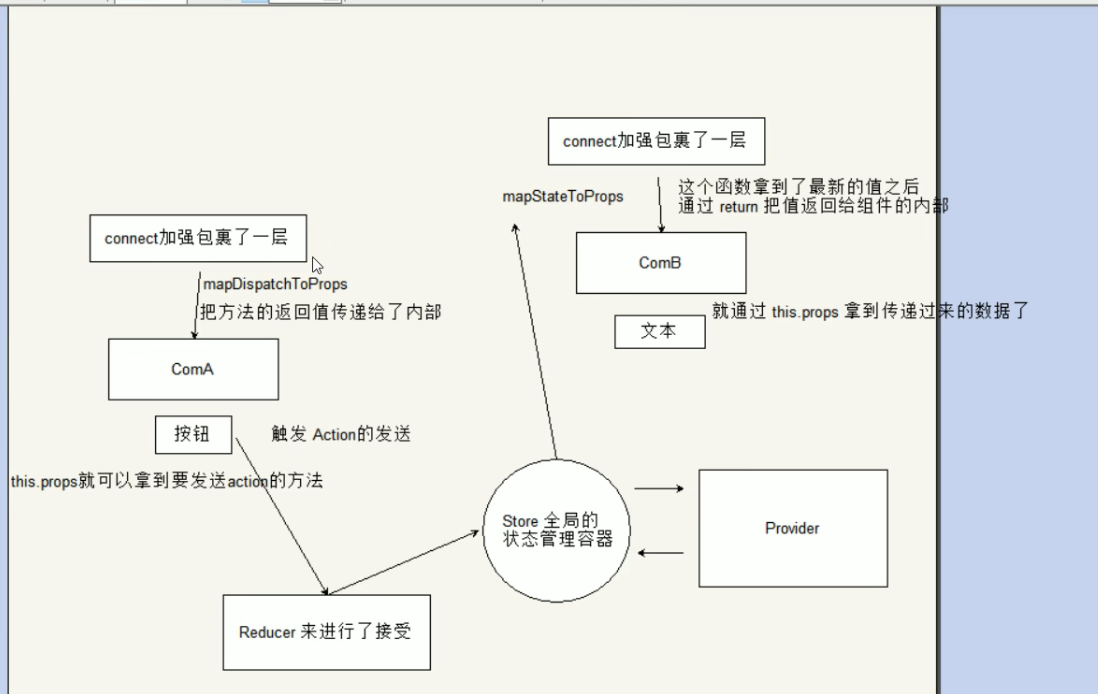 connect加强包裹了一层
mapStateToProps
这个函数拿到了最新的值之后
通过 return 把值返回给组件的内部
connect加强包裹了一层
ComB
mapDispatchToProps
把方法的返回值传递给了内部
就通过 this.props 拿到传递过来的数据了
文本
ComA
按钮
触发 Action的发送
this.props就可以拿到要发送action的方法
Store 全局的
状态管理容器
Provider
Reducer 来进行了接受